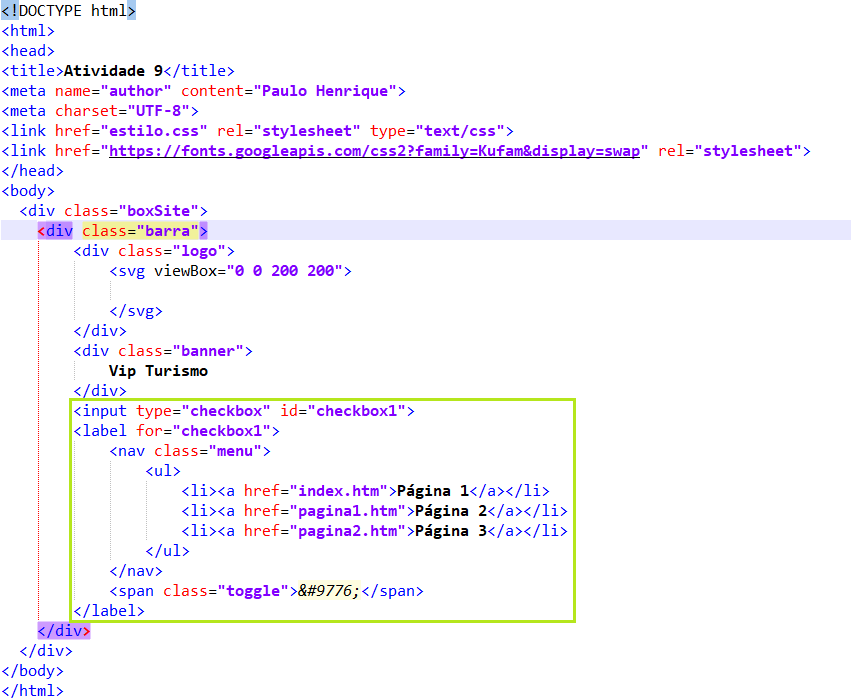 <!DOCTYPE html>
<html>
<head>
<title>Atividade 9</title>
<meta name="author" content="Paulo Henrique">
<meta charset="UTF-8">
<link href="estilo.css" rel="stylesheet" type="text/css">
<link href="https://fonts.googleapis.com/css2?family=Kufam&display=swap" rel="stylesheet">
</head>
<body>
<div class="boxSite">
<div class="barra">
<div class="logo">
<svg viewBox="0 0 200 200">
</svg>
</div>
<div class="banner">
Vip Turismo
</div>
<input type="checkbox" id="checkbox1">
<label for="checkbox1">
<nav class="menu">
<ul>
<li><a href="index.htm">Página 1</a></li>
<li><a href="pagina1.htm">Página 2</a></li>
<li><a href="pagina2.htm">Página 3</a></li>
</ul>
</nav>
<span class="toggle">&#9776;</span>
</label>
</div>
</div>
</body>
</html>